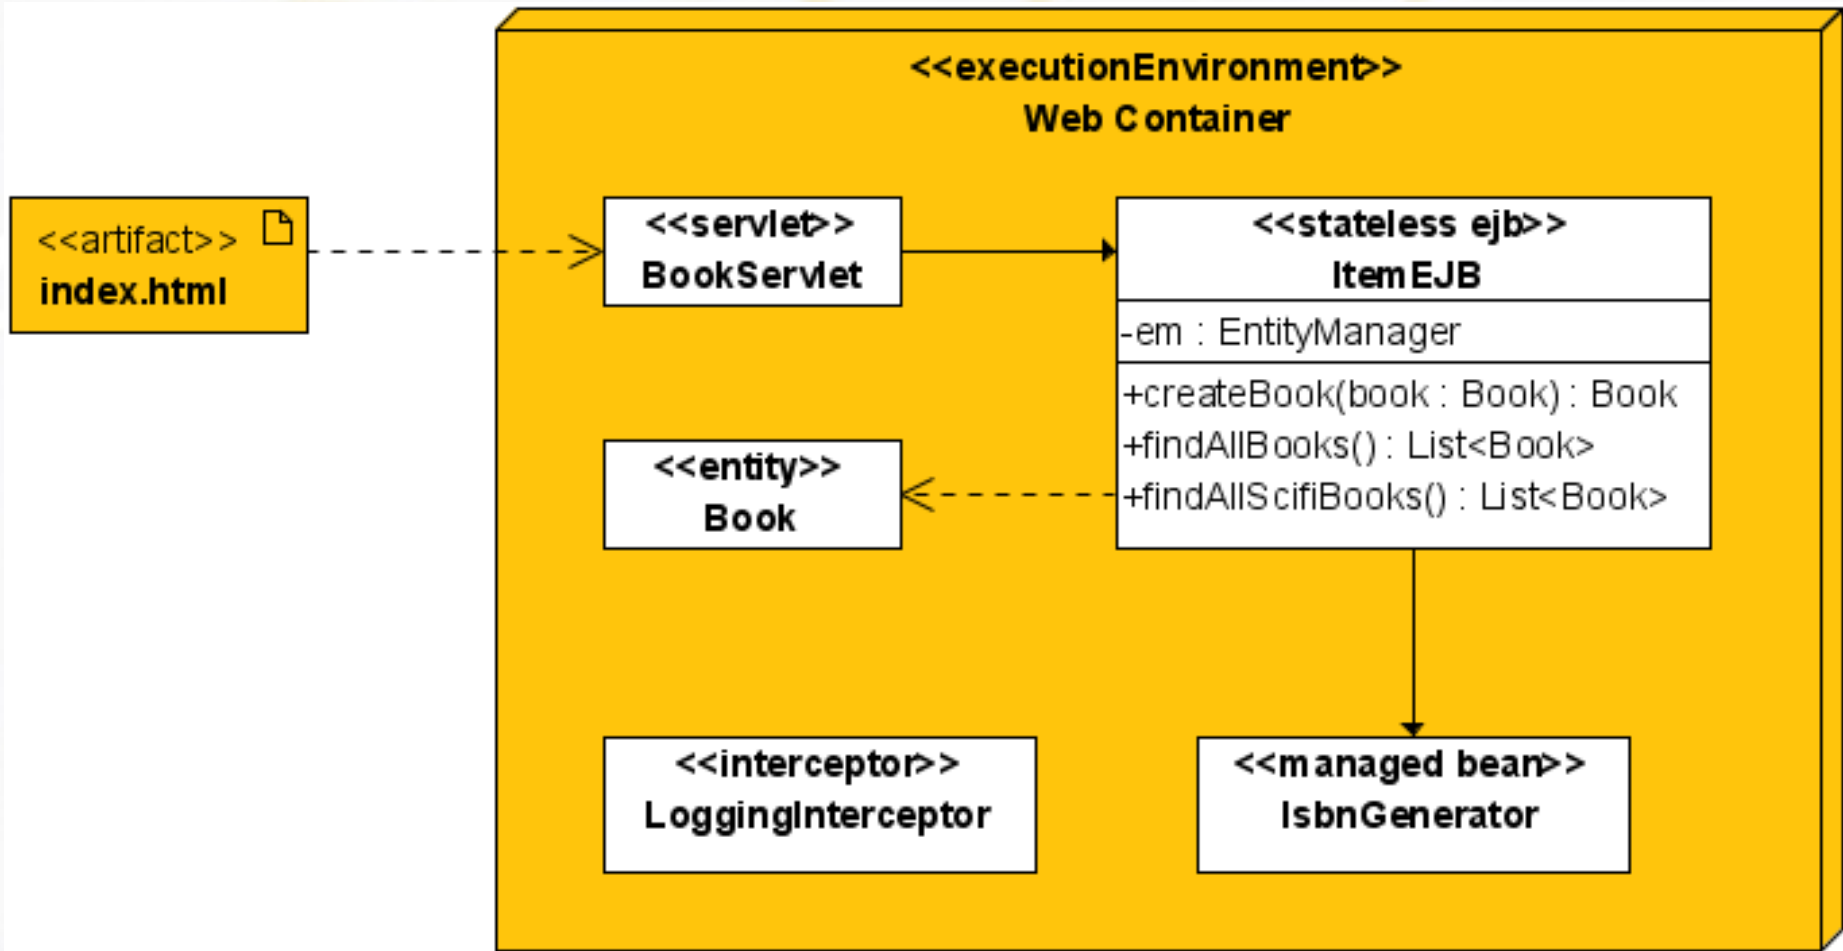 <<executionEnvironment>>
Web Container
<<artifact>>
index.html
<<servlet>>
BookServlet
<<stateless ejb>>
ItemEJB
-em : EntityManager
+createBook(book : Book) : Book
+findAllBooks() : List<Book>
+findAllScifiBooks() : List<Book>
<<entity>>
Book
<<interceptor>>
LoggingInterceptor
<<managed bean>>
IsbnGenerator